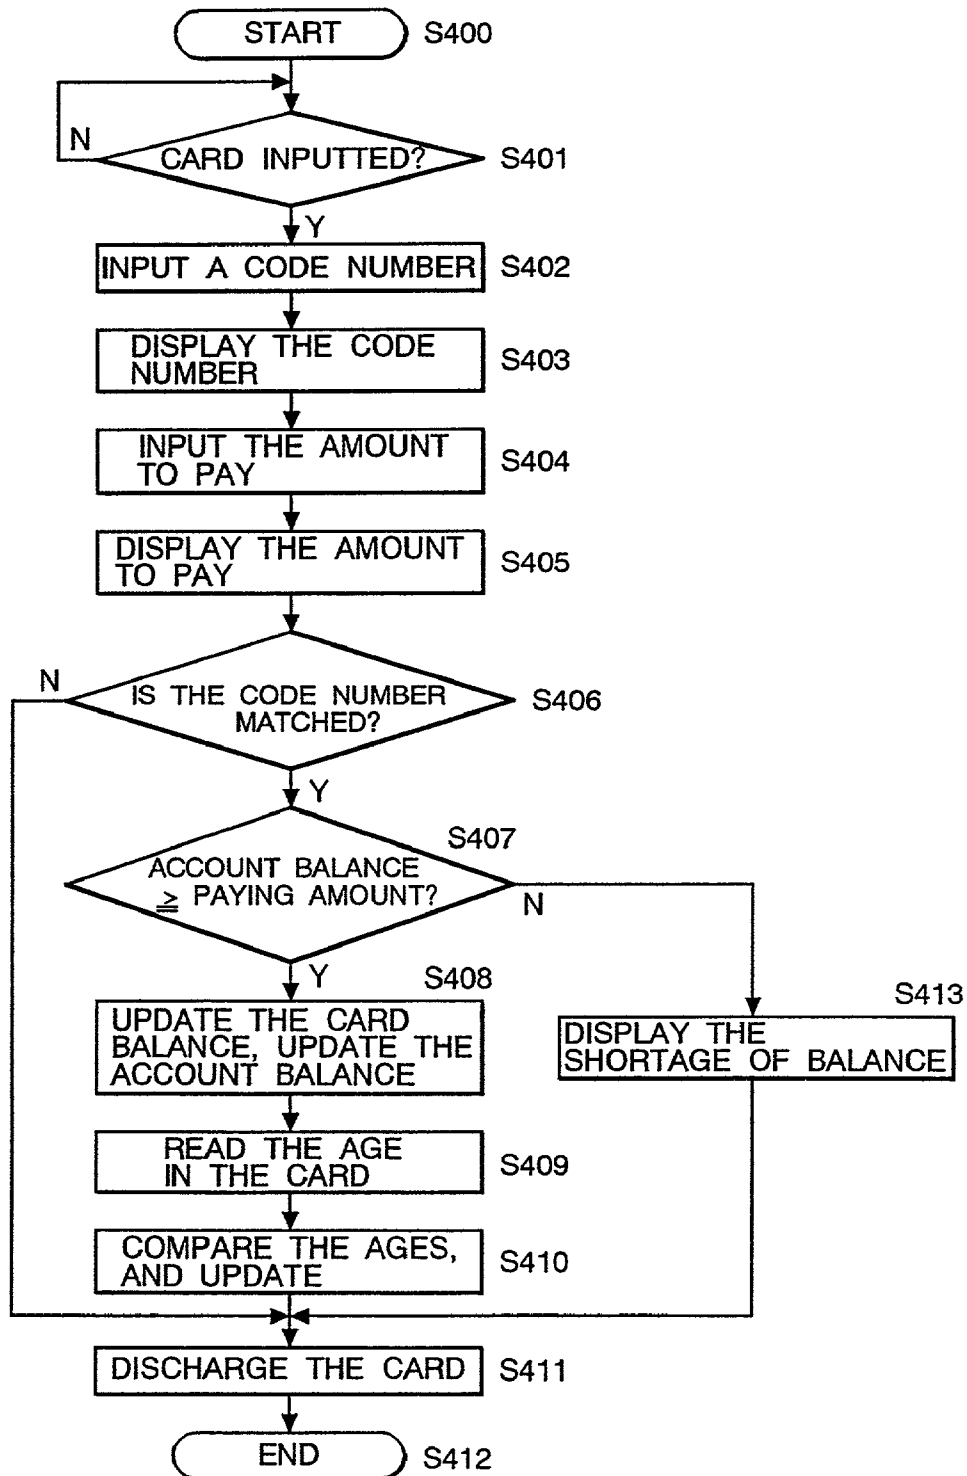 START S400
N
CARD INPUTTED? S401
Y
INPUT A CODE NUMBER S402
DISPLAY THE CODE
NUMBER
S403
INPUT THE AMOUNT
TO PAY
S404
DISPLAY THE AMOUNT
TO PAY
S405
N
IS THE CODE NUMBER
MATCHED?
S406
Y
S407
ACCOUNT BALANCE
≧ PAYING AMOUNT?
N
Y
S408
UPDATE THE CARD
BALANCE, UPDATE THE
ACCOUNT BALANCE
S413
DISPLAY THE
SHORTAGE OF BALANCE
READ THE AGE
IN THE CARD
S409
COMPARE THE AGES,
AND UPDATE
S410
DISCHARGE THE CARD S411
END S412